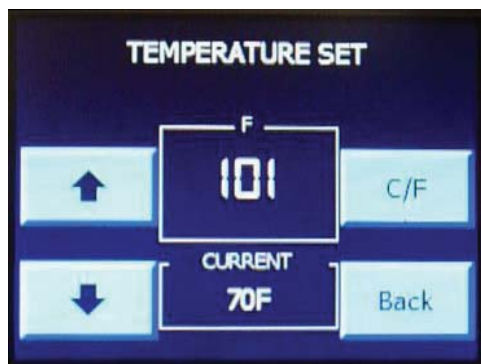 TEMPERATURE SET
F
101
C/F
CURRENT
70F
Back